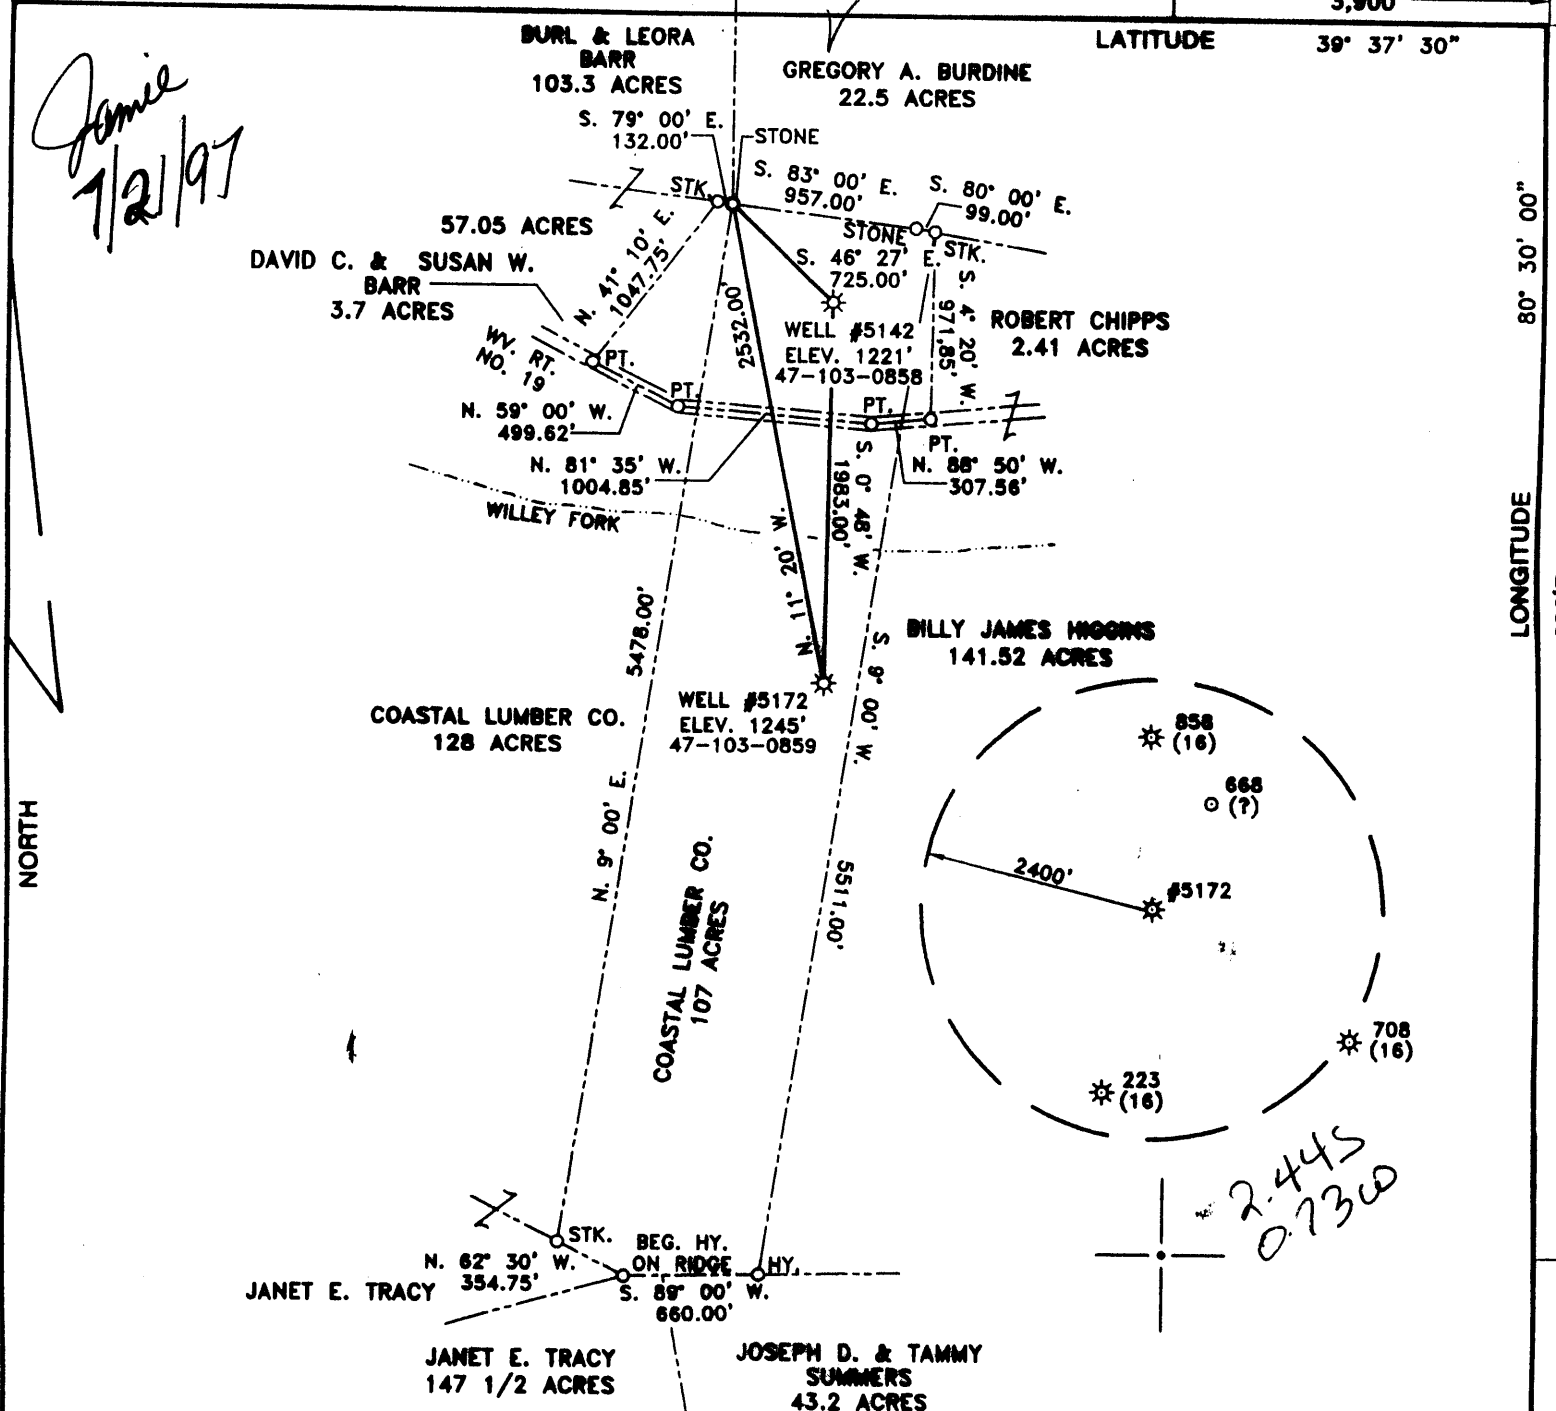 3,900
LATITUDE 39° 37' 30"
BURL & LEORA
BARR
103.3 ACRES
GREGORY A. BURDINE
22.5 ACRES
Jamie
7/21/97
S. 79° 00' E.
132.00'
STONE
S. 83° 00' E.
957.00'
S. 80° 00' E.
99.00'
STK.
STONE
STK.
57.05 ACRES
N. 41° 10' E.
1047.75'
S. 46° 27' E.
725.00'
DAVID C. & SUSAN W.
BARR
3.7 ACRES
2532.00'
S. 4° 20' W.
971.85'
ROBERT CHIPPS
2.41 ACRES
80° 30' 00"
WELL #5142
ELEV. 1221'
47-103-0858
WV. RT.
NO. 19
PT.
PT.
PT.
PT.
N. 59° 00' W.
499.62'
N. 81° 35' W.
1004.85'
N. 88° 50' W.
307.56'
S. 0° 48' W.
1983.00'
WILLEY FORK
N. 11° 20' W.
LONGITUDE
5478.00'
BILLY JAMES HIGGINS
141.52 ACRES
S. 9° 00' W.
WELL #5172
ELEV. 1245'
47-103-0859
COASTAL LUMBER CO.
128 ACRES
858
(16)
668
(?)
N. 9° 00' E.
NORTH
COASTAL LUMBER CO.
107 ACRES
5511.00'
2400'
#5172
708
(16)
223
(16)
2.44S
STK.
N. 62° 30' W.
354.75'
BEG. HY.
ON RIDGE
HY.
S. 89° 00' W.
660.00'
JANET E. TRACY
JANET E. TRACY
147 1/2 ACRES
JOSEPH D. & TAMMY
SUMMERS
43.2 ACRES